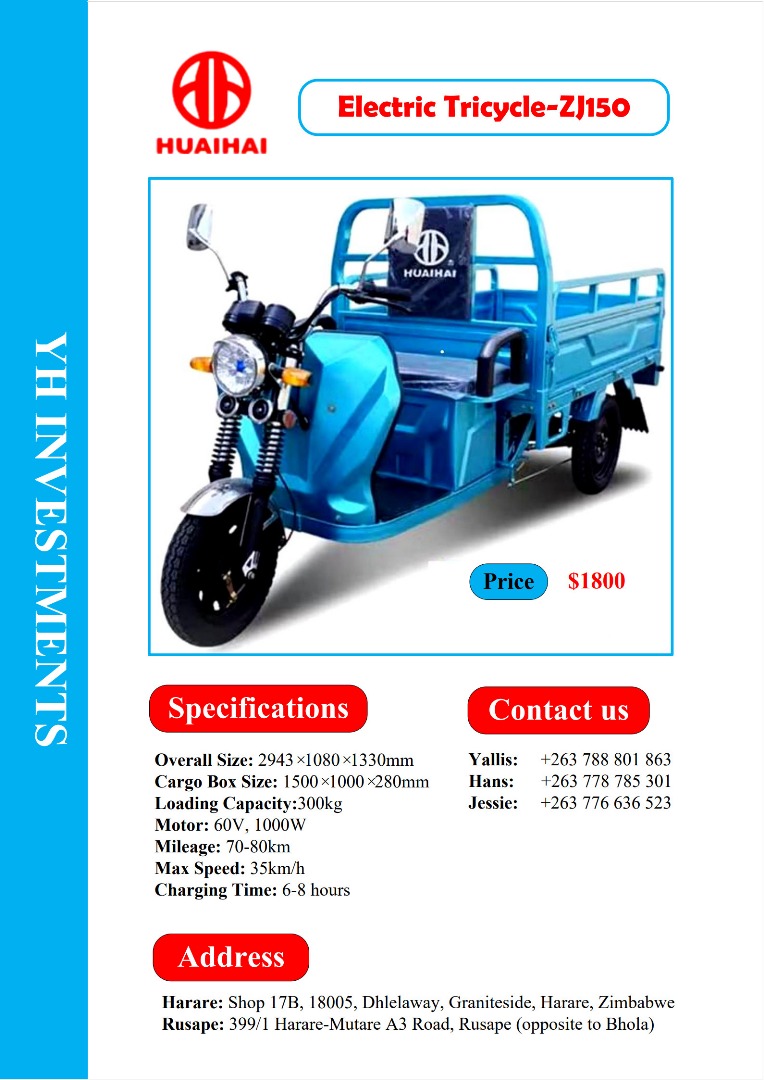 YH INVESTMENTS
HUAIHAI
Electric Tricycle-ZJ150
HUAIHAI
Price $1800
Specifications
Overall Size: 2943×1080×1330mm
Cargo Box Size: 1500×1000×280mm
Loading Capacity:300kg
Motor: 60V, 1000W
Mileage: 70-80km
Max Speed: 35km/h
Charging Time: 6-8 hours
Contact us
Yallis: +263 788 801 863
Hans: +263 778 785 301
Jessie: +263 776 636 523
Address
Harare: Shop 17B, 18005, Dhlelaway, Graniteside, Harare, Zimbabwe
Rusape: 399/1 Harare-Mutare A3 Road, Rusape (opposite to Bhola)